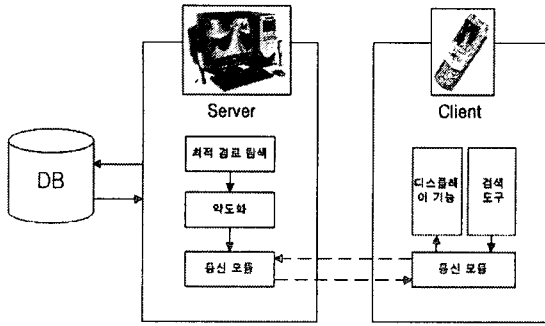 Server
Client
DB
최적 경로 탐색
약도화
통신 모듈
디스플레
이 기능
검색
도구
통신 모듈